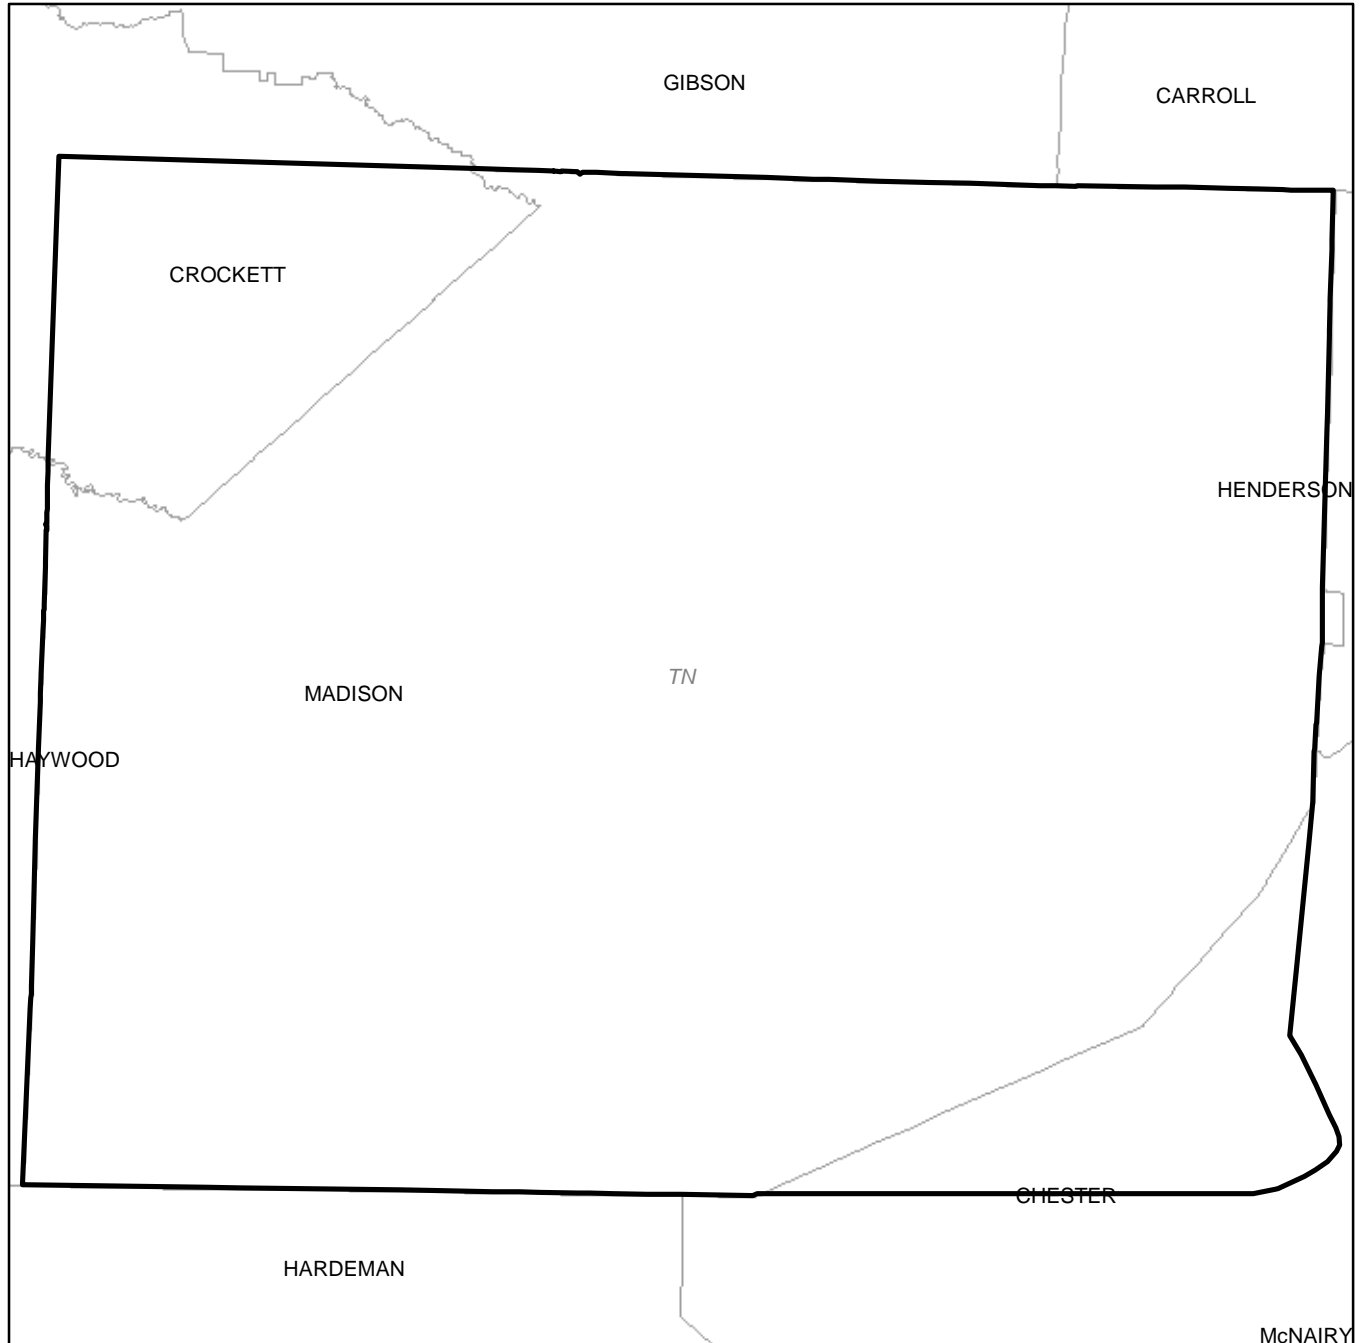 GIBSON
CARROLL
CROCKETT
HENDERSON
TN
MADISON
HAYWOOD
CHESTER
HARDEMAN
McNAIRY